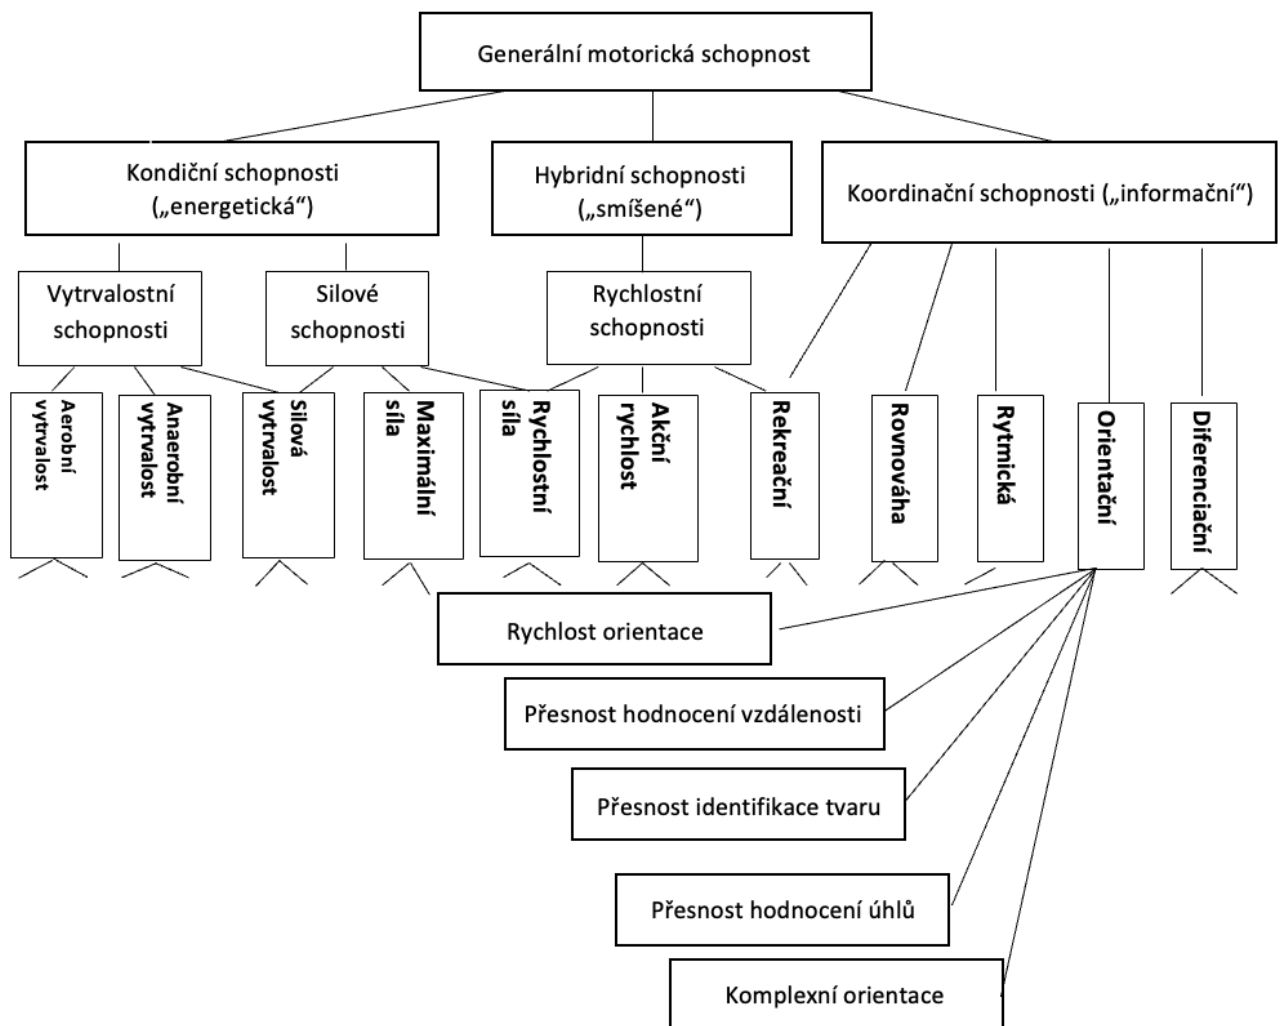 Generální motorická schopnost
Kondiční schopnosti
(„energetická“)
Hybridní schopnosti
(„smíšené“)
Koordinační schopnosti („informační“)
Vytrvalostní
schopnosti
Silové
schopnosti
Rychlostní
schopnosti
Aerobní
vytrvalost
Anaerobní
vytrvalost
Silová
vytrvalost
Maximální
síla
Rychlostní
síla
Akční
rychlost
Rekreační
Rovnováha
Rytmická
Orientační
Diferenciační
Rychlost orientace
Přesnost hodnocení vzdálenosti
Přesnost identifikace tvaru
Přesnost hodnocení úhlů
Komplexní orientace